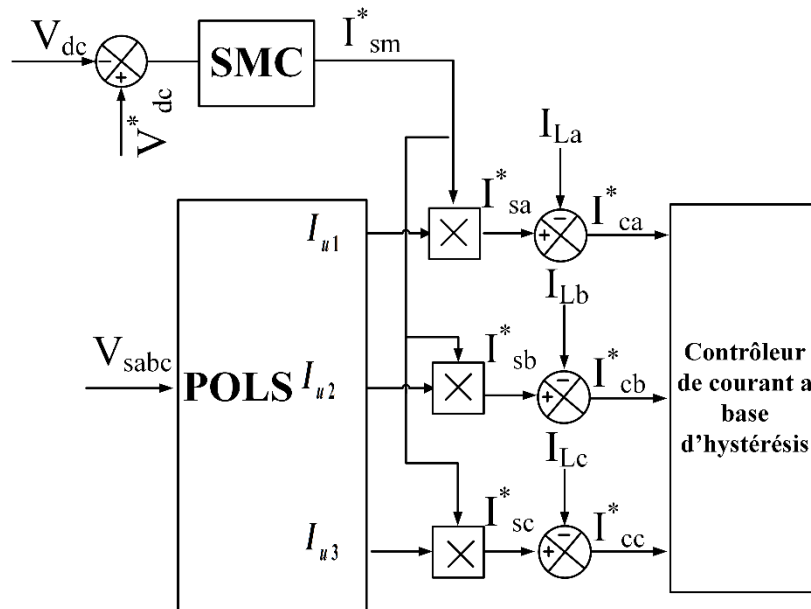 V_dc
SMC
I*_sm
V*_dc
I_La
I_u1
I*_sa
I*_ca
I_Lb
V_sabc
POLS
I_u2
I*_sb
I*_cb
Contrôleur
de courant a
base
d'hystérésis
I_Lc
I_u3
I*_sc
I*_cc